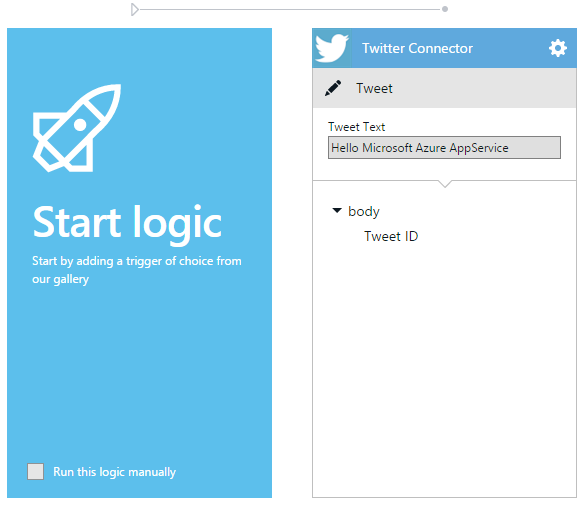 Start logic
Start by adding a trigger of choice from
our gallery
Run this logic manually
Twitter Connector
Tweet
Tweet Text
Hello Microsoft Azure AppService
body
Tweet ID